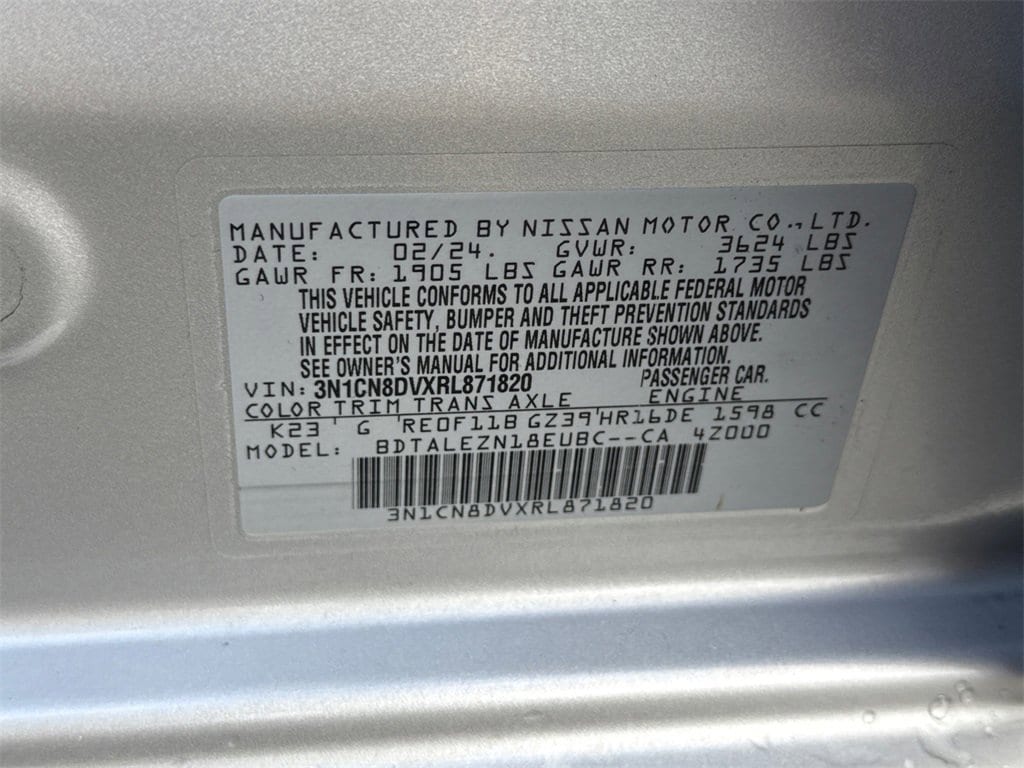 MANUFACTURED BY NISSAN MOTOR CO.,LTD.
DATE: 02/24. GVWR: 3624 LBS
GAWR FR: 1905 LBS GAWR RR: 1735 LBS
THIS VEHICLE CONFORMS TO ALL APPLICABLE FEDERAL MOTOR
VEHICLE SAFETY, BUMPER AND THEFT PREVENTION STANDARDS
IN EFFECT ON THE DATE OF MANUFACTURE SHOWN ABOVE.
SEE OWNER'S MANUAL FOR ADDITIONAL INFORMATION.
VIN: 3N1CN8DVXRL871820 PASSENGER CAR.
COLOR TRIM TRANS AXLE ENGINE
K23 G RE0F11B GZ39 HR16DE 1598 CC
MODEL: BDTALEZN18EUBC--CA 4Z000
3N1CN8DVXRL871820